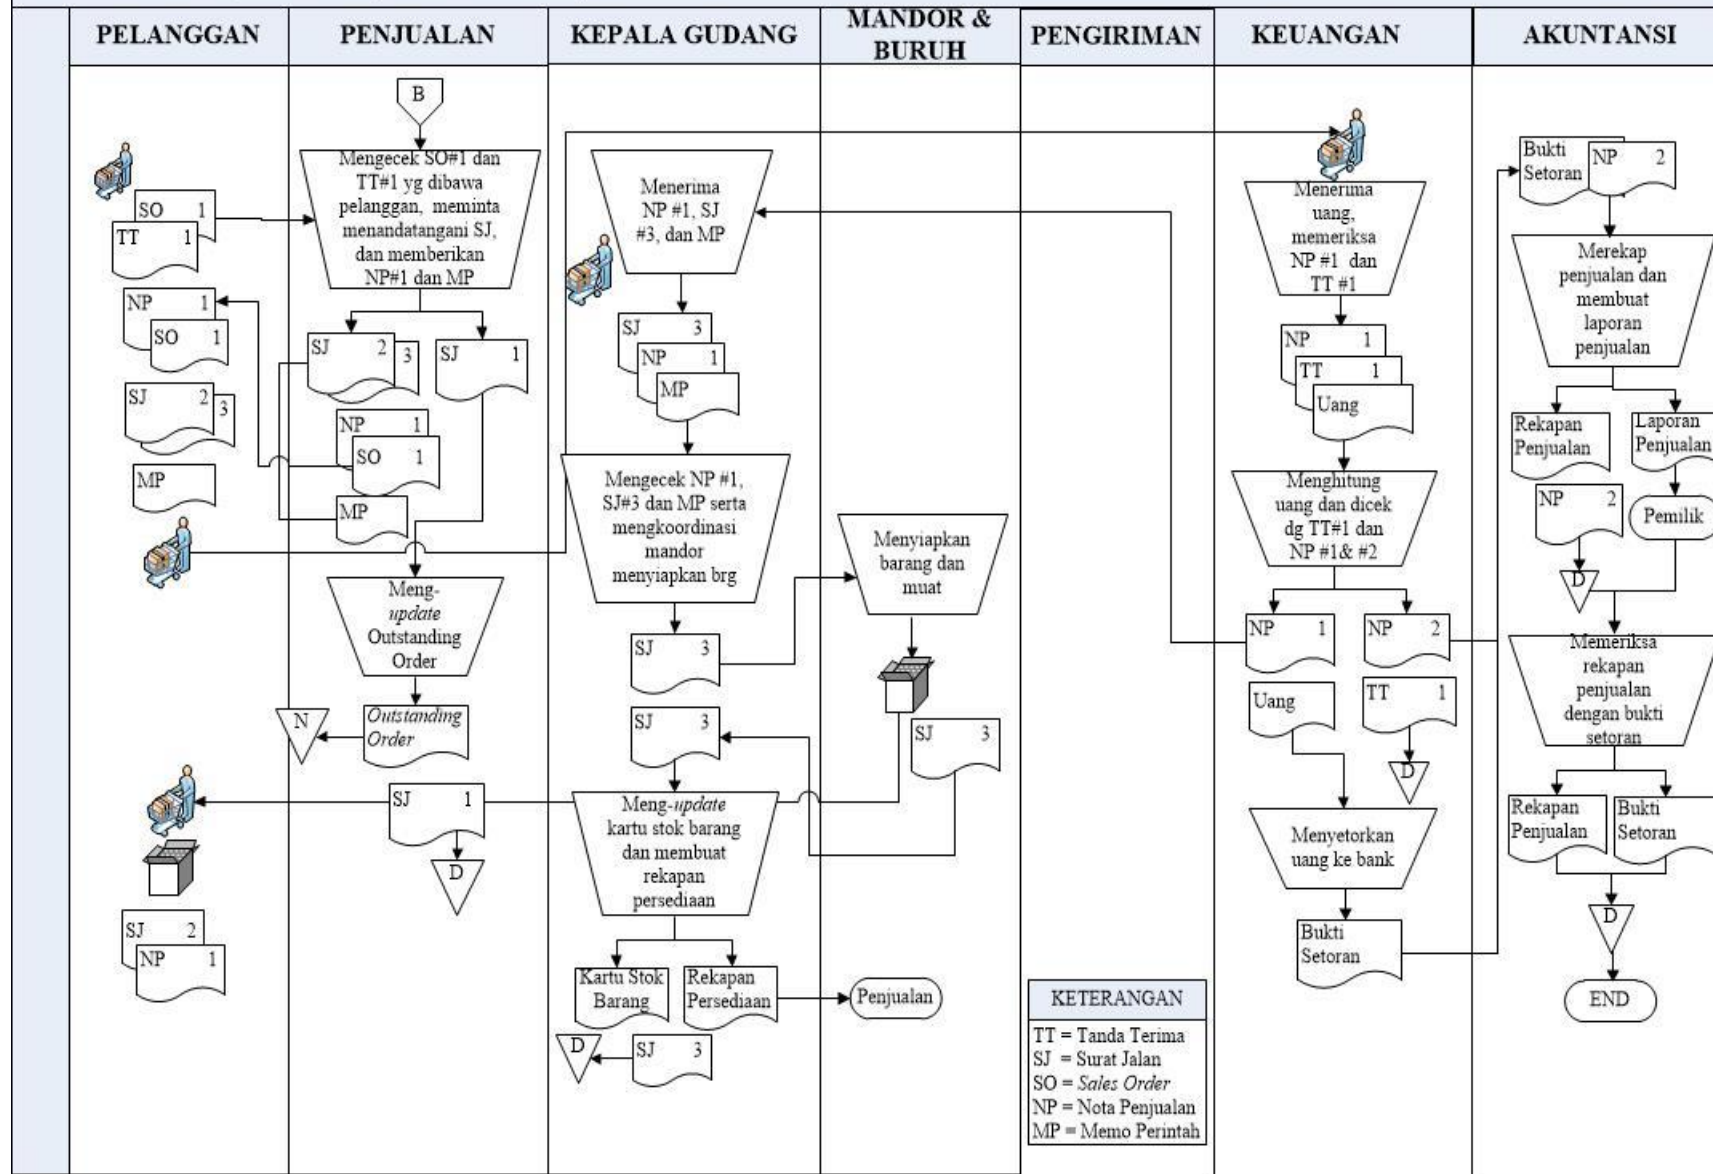 PELANGGAN
PENJUALAN
KEPALA GUDANG
MANDOR &
BURUH
PENGIRIMAN
KEUANGAN
AKUNTANSI
SO 1
TT 1
NP 1
SO 1
SJ 2
3
MP
SJ 2
NP 1
B
Mengecek SO#1 dan
TT#1 yg dibawa
pelanggan, meminta
menandatangani SJ,
dan memberikan
NP#1 dan MP
SJ 2
3
SJ 1
NP 1
SO 1
MP
Meng-
update
Outstanding
Order
N
Outstanding
Order
SJ 1
D
Menerima
NP #1, SJ
#3, dan MP
SJ 3
NP 1
MP
Mengecek NP #1,
SJ#3 dan MP serta
mengkoordinasi
mandor
menyiapkan brg
SJ 3
SJ 3
Meng-update
kartu stok barang
dan membuat
rekapan
persediaan
Kartu Stok
Barang
Rekapan
Persediaan
D
SJ 3
Menyiapkan
barang dan
muat
SJ 3
Penjualan
KETERANGAN
TT = Tanda Terima
SJ = Surat Jalan
SO = Sales Order
NP = Nota Penjualan
MP = Memo Perintah
Menerima
uang,
memeriksa
NP #1 dan
TT #1
NP 1
TT 1
Uang
Menghitung
uang dan dicek
dg TT#1 dan
NP #1& #2
NP 1
NP 2
Uang
TT 1
D
Menyetorkan
uang ke bank
Bukti
Setoran
Bukti
Setoran
NP 2
Merekap
penjualan dan
membuat
laporan
penjualan
Rekapan
Penjualan
Laporan
Penjualan
NP 2
Pemilik
D
Memeriksa
rekapan
penjualan
dengan bukti
setoran
Rekapan
Penjualan
Bukti
Setoran
D
END